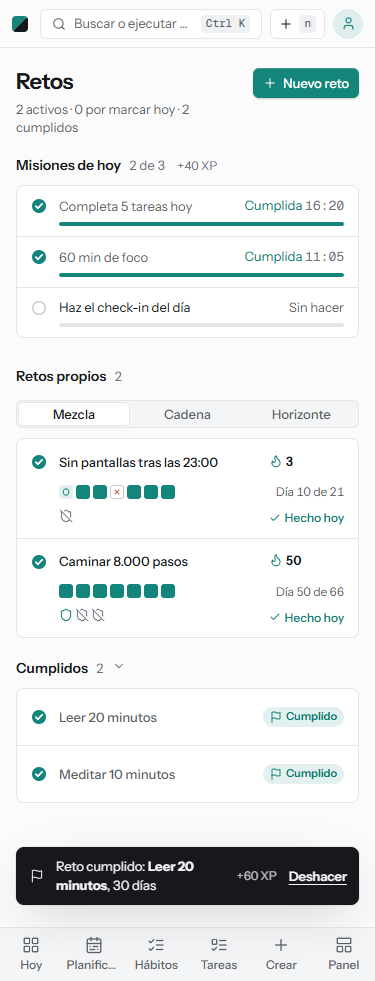 Buscar o ejecutar ... Ctrl K
+ n
Retos
+ Nuevo reto
2 activos · 0 por marcar hoy · 2
cumplidos
Misiones de hoy 2 de 3 +40 XP
Completa 5 tareas hoy Cumplida 16:20
60 min de foco Cumplida 11:05
Haz el check-in del día Sin hacer
Retos propios 2
Mezcla Cadena Horizonte
Sin pantallas tras las 23:00 3
Día 10 de 21
Hecho hoy
Caminar 8.000 pasos 50
Día 50 de 66
Hecho hoy
Cumplidos 2
Leer 20 minutos Cumplido
Meditar 10 minutos Cumplido
Reto cumplido: Leer 20
minutos, 30 días
+60 XP Deshacer
Hoy Planific... Hábitos Tareas Crear Panel